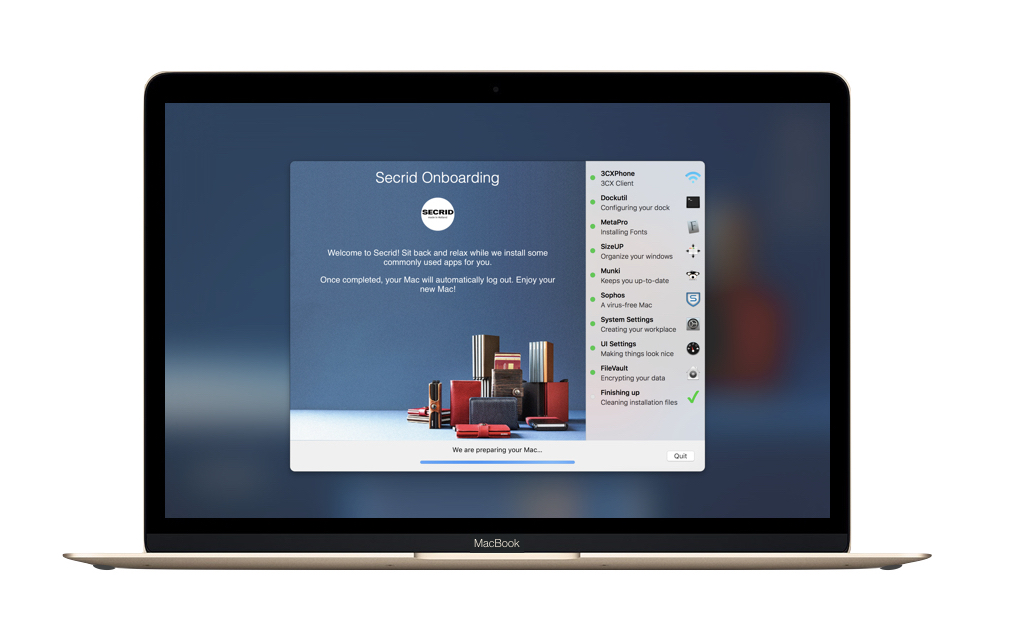 Secrid Onboarding
SECRID
Welcome to Secrid! Sit back and relax while we install some
commonly used apps for you.
Once completed, your Mac will automatically log out. Enjoy your
new Mac!
3CXPhone
3CX Client
Dockutil
Configuring your dock
MetaPro
Installing Fonts
SizeUP
Organize your windows
Munki
Keeps you up-to-date
Sophos
A virus-free Mac
System Settings
Creating your workplace
UI Settings
Making things look nice
FileVault
Encrypting your data
Finishing up
Cleaning installation files
We are preparing your Mac...
Quit
MacBook